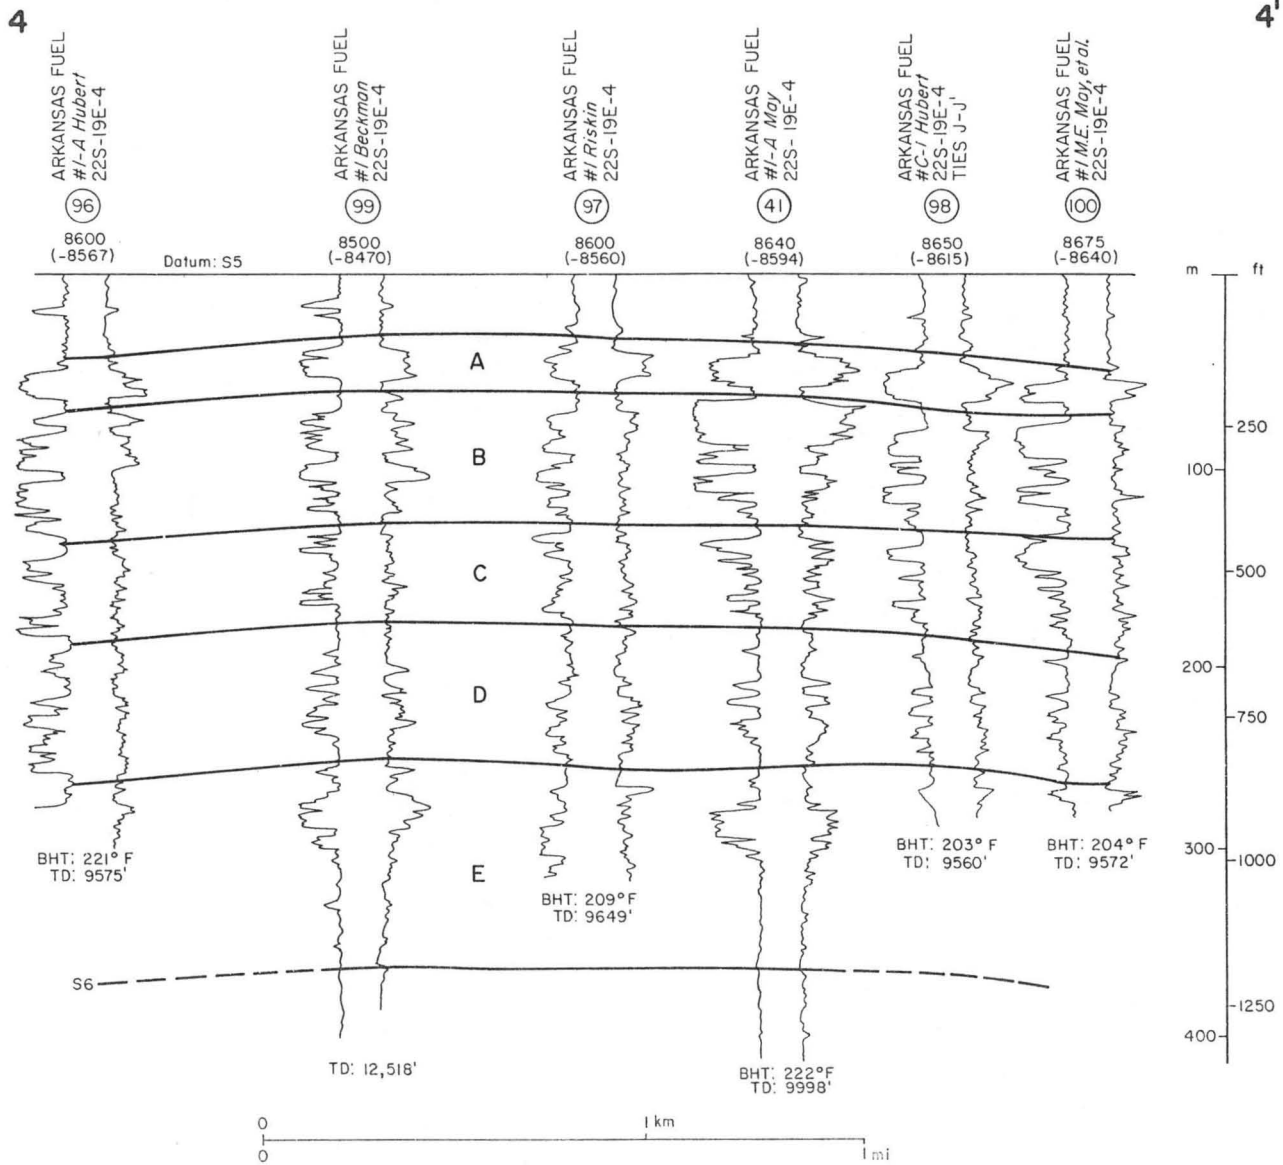 4
4'
ARKANSAS FUEL
#1-A Hubert
22S-19E-4
96
8600
(-8567)
ARKANSAS FUEL
#1 Beckman
22S-19E-4
99
8500
(-8470)
ARKANSAS FUEL
#1 Riskin
22S-19E-4
97
8600
(-8560)
ARKANSAS FUEL
#1-A May
22S-19E-4
41
8640
(-8594)
ARKANSAS FUEL
#C-1 Hubert
22S-19E-4
TIES J-J'
98
8650
(-8615)
ARKANSAS FUEL
#1 M.E. May, et al.
22S-19E-4
100
8675
(-8640)
Datum: S5
m
ft
A
B
C
D
E
250
100
500
200
750
300
1000
1250
400
BHT: 221° F
TD: 9575'
TD: 12,518'
BHT: 209°F
TD: 9649'
BHT: 222°F
TD: 9998'
BHT: 203° F
TD: 9560'
BHT: 204° F
TD: 9572'
S6
0
1 km
0
1 mi